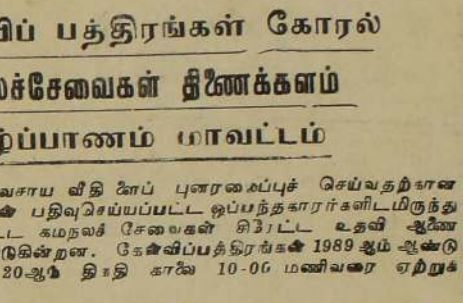 விப் பத்திரங்கள் கோரல்
லச்சேவைகள் திணைக்களம்
ழ்ப்பாணம் மாவட்டம்
வசாய வீதி ளைப் புனரமைப்புச் செய்வதற்கான
ன் பதிவுசெய்யப்பட்ட ஒப்பந்தகாரர்களிடமிருந்து
ட்ட கமநலச் சேவைகள் சிரேட்ட உதவி ஆணை
டுகின்றன. கேள்விப்பத்திரங்கள் 1989 ஆம் ஆண்டு
20ஆந் திகதி காலை 10-00 மணிவரை ஏற்றுக்